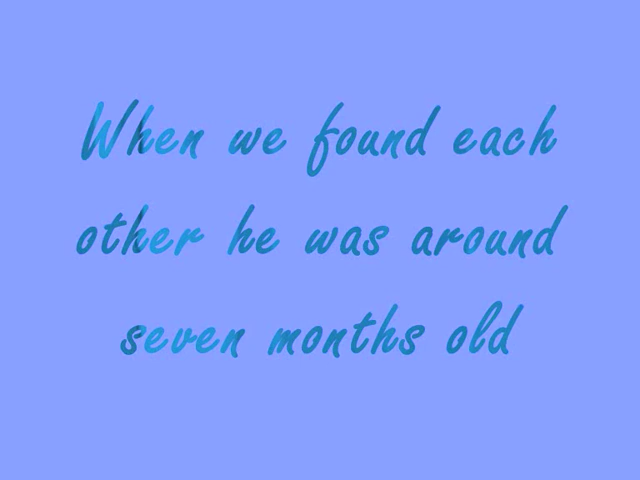 When we found each
other he was around
seven months old